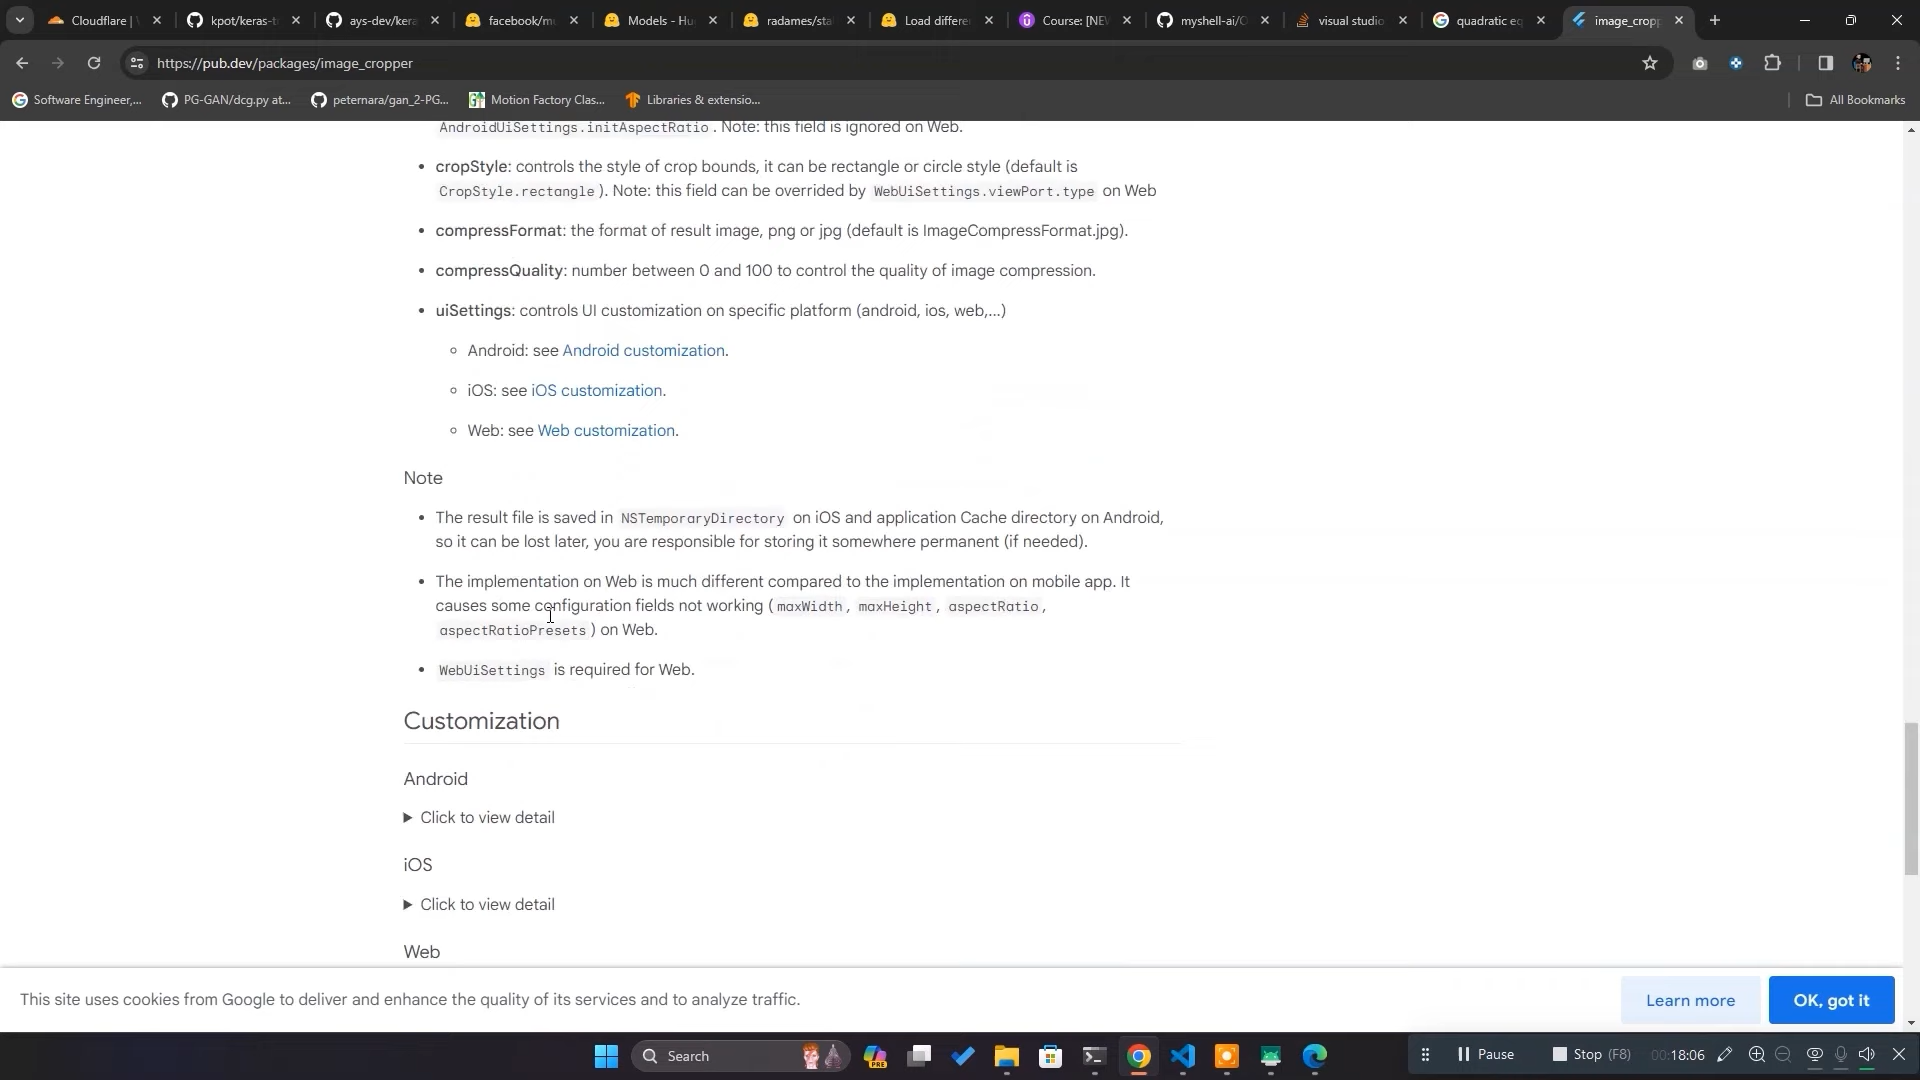 Cloudflare |
kpot/keras-t
ays-dev/kera
facebook/m
Models - Hu
radames/sta
Load differe
Course: [NE
myshell-ai/O
visual studio
quadratic eq
image_cropp
https://pub.dev/packages/image_cropper
Software Engineer,...
PG-GAN/dcg.py at...
peternara/gan_2-PG...
Motion Factory Clas...
Libraries & extensio...
All Bookmarks
AndroidUiSettings.initAspectRatio. Note: this field is ignored on Web.
• cropStyle: controls the style of crop bounds, it can be rectangle or circle style (default is
CropStyle.rectangle). Note: this field can be overrided by WebUiSettings.viewPort.type on Web
• compressFormat: the format of result image, png or jpg (default is ImageCompressFormat.jpg).
• compressQuality: number between 0 and 100 to control the quality of image compression.
• uiSettings: controls UI customization on specific platform (android, ios, web,...)
Android: see Android customization.
iOS: see iOS customization.
Web: see Web customization.
Note
• The result file is saved in NSTemporaryDirectory on iOS and application Cache directory on Android,
so it can be lost later, you are responsible for storing it somewhere permanent (if needed).
• The implementation on Web is much different compared to the implementation on mobile app. It
causes some configuration fields not working (maxWidth, maxHeight, aspectRatio,
aspectRatioPresets) on Web.
• WebUiSettings is required for Web.
Customization
Android
Click to view detail
iOS
Click to view detail
Web
This site uses cookies from Google to deliver and enhance the quality of its services and to analyze traffic.
Learn more
OK, got it
Search
Pause
Stop (F8)
00:18:06